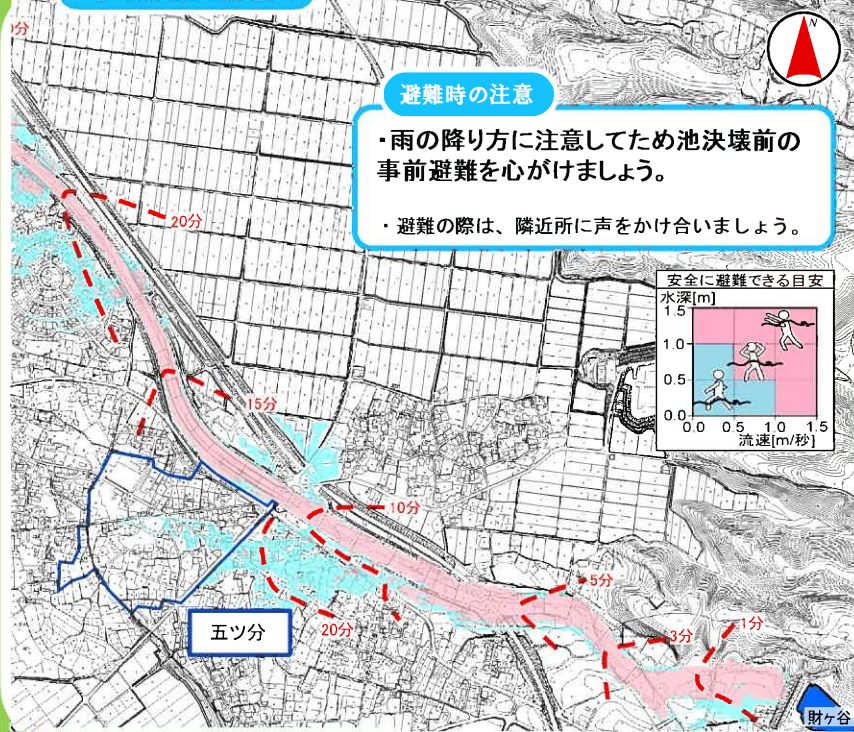 N
避難時の注意
・雨の降り方に注意してため池決壊前の
事前避難を心がけましょう。
・避難の際は、隣近所に声をかけ合いましょう。
20分
安全に避難できる目安
水深[m]
1.5
1.0
0.5
0.0
0.0 0.5 1.0 1.5
流速[m/秒]
15分
10分
5分
3分
1分
20分
五ツ分
財ヶ谷